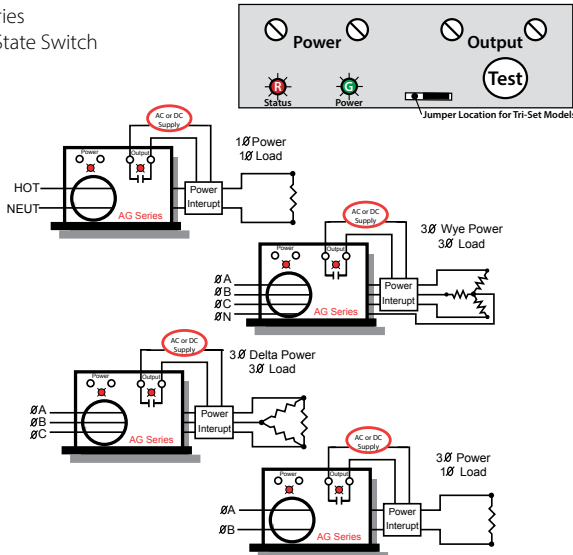 ries
State Switch
Power
Output
Test
R
G
Status
Power
Jumper Location for Tri-Set Models
AC or DC
Supply
Power
Output
1Ø Power
1Ø Load
HOT
NEUT
Power
Interupt
AG Series
AC or DC
Supply
Power
Output
3Ø Wye Power
3Ø Load
ØA
ØB
ØC
ØN
Power
Interupt
AG Series
AC or DC
Supply
Power
Output
3Ø Delta Power
3Ø Load
ØA
ØB
ØC
Power
Interupt
AG Series
AC or DC
Supply
Power
Output
3Ø Power
1Ø Load
ØA
ØB
Power
Interupt
AG Series